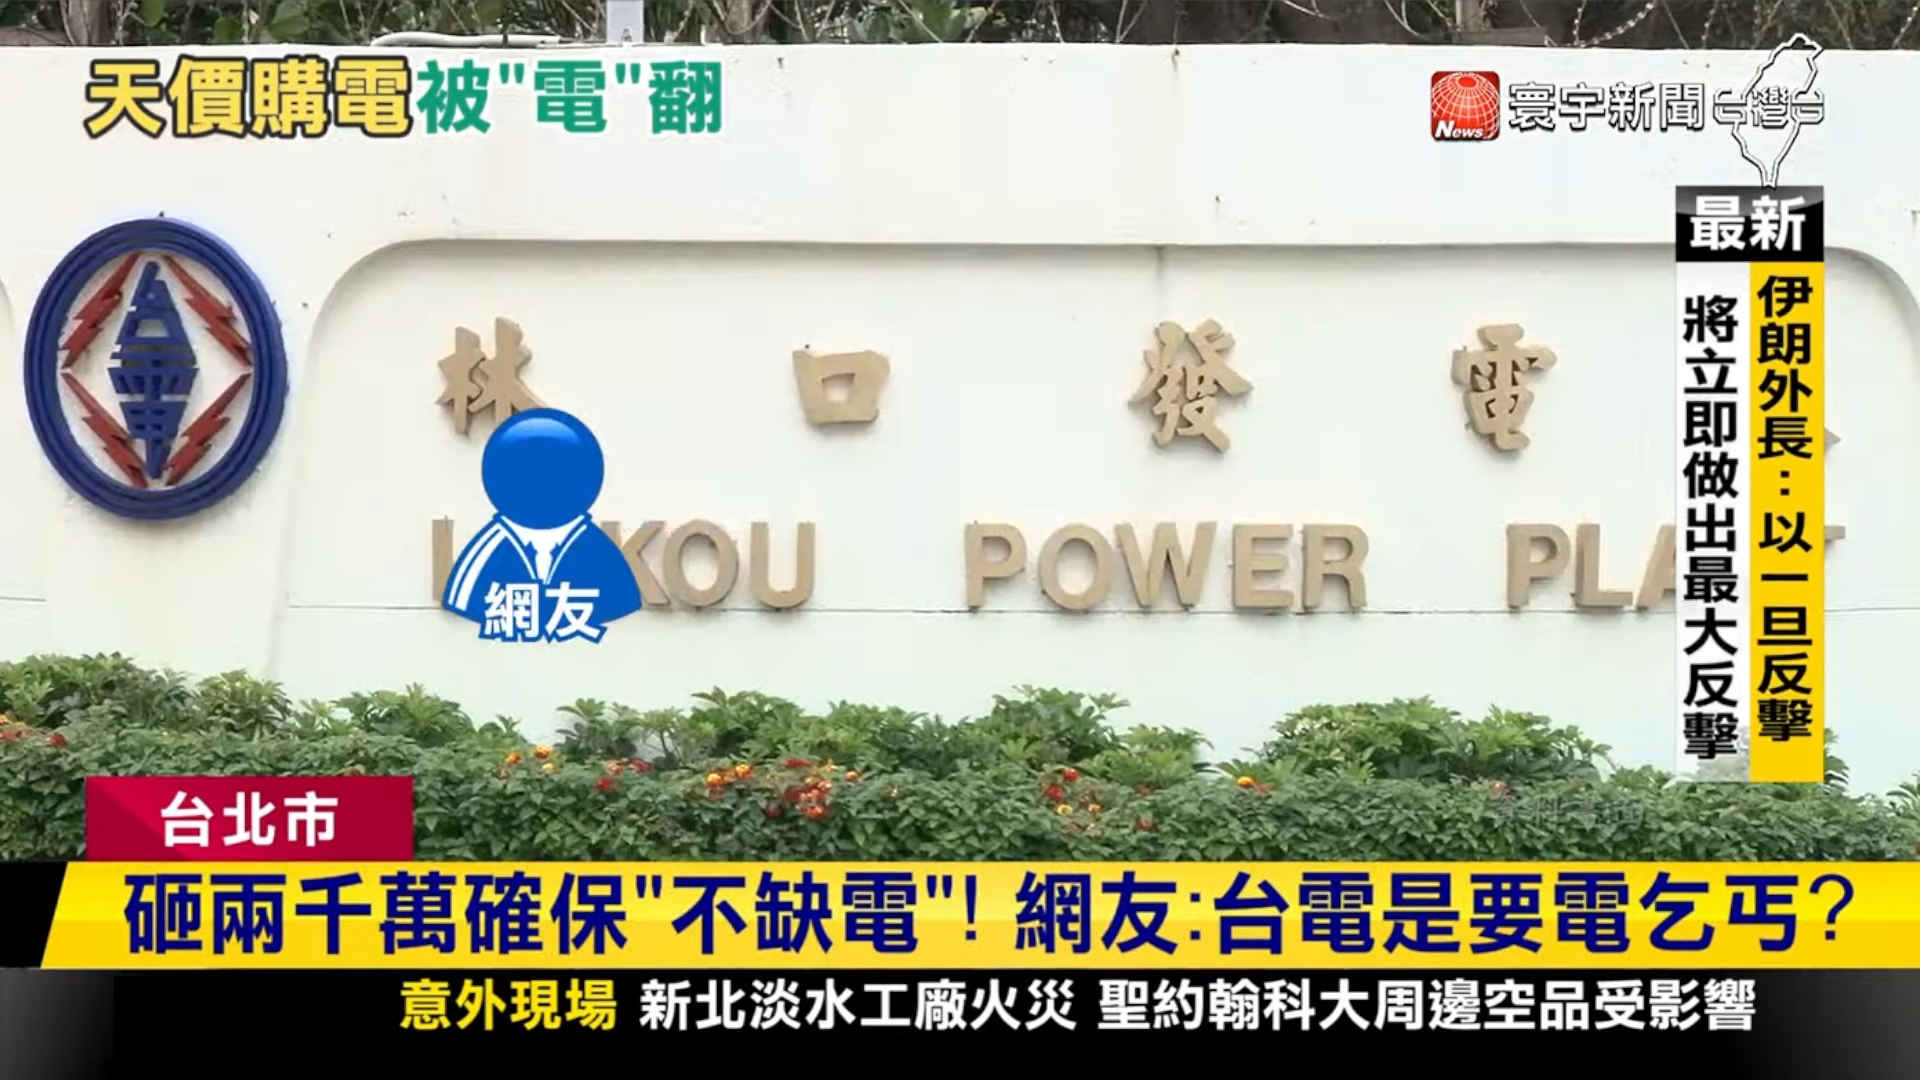 天價購電被"電"翻
News 寰宇新聞 台灣台
最新
伊朗外長：以一旦反擊
將立即做出最大反擊
台電
林口發電
KOU POWER
網友
台北市
砸兩千萬確保"不缺電"! 網友:台電是要電乞丐?
意外現場 新北淡水工廠火災 聖約翰科大周邊空品受影響